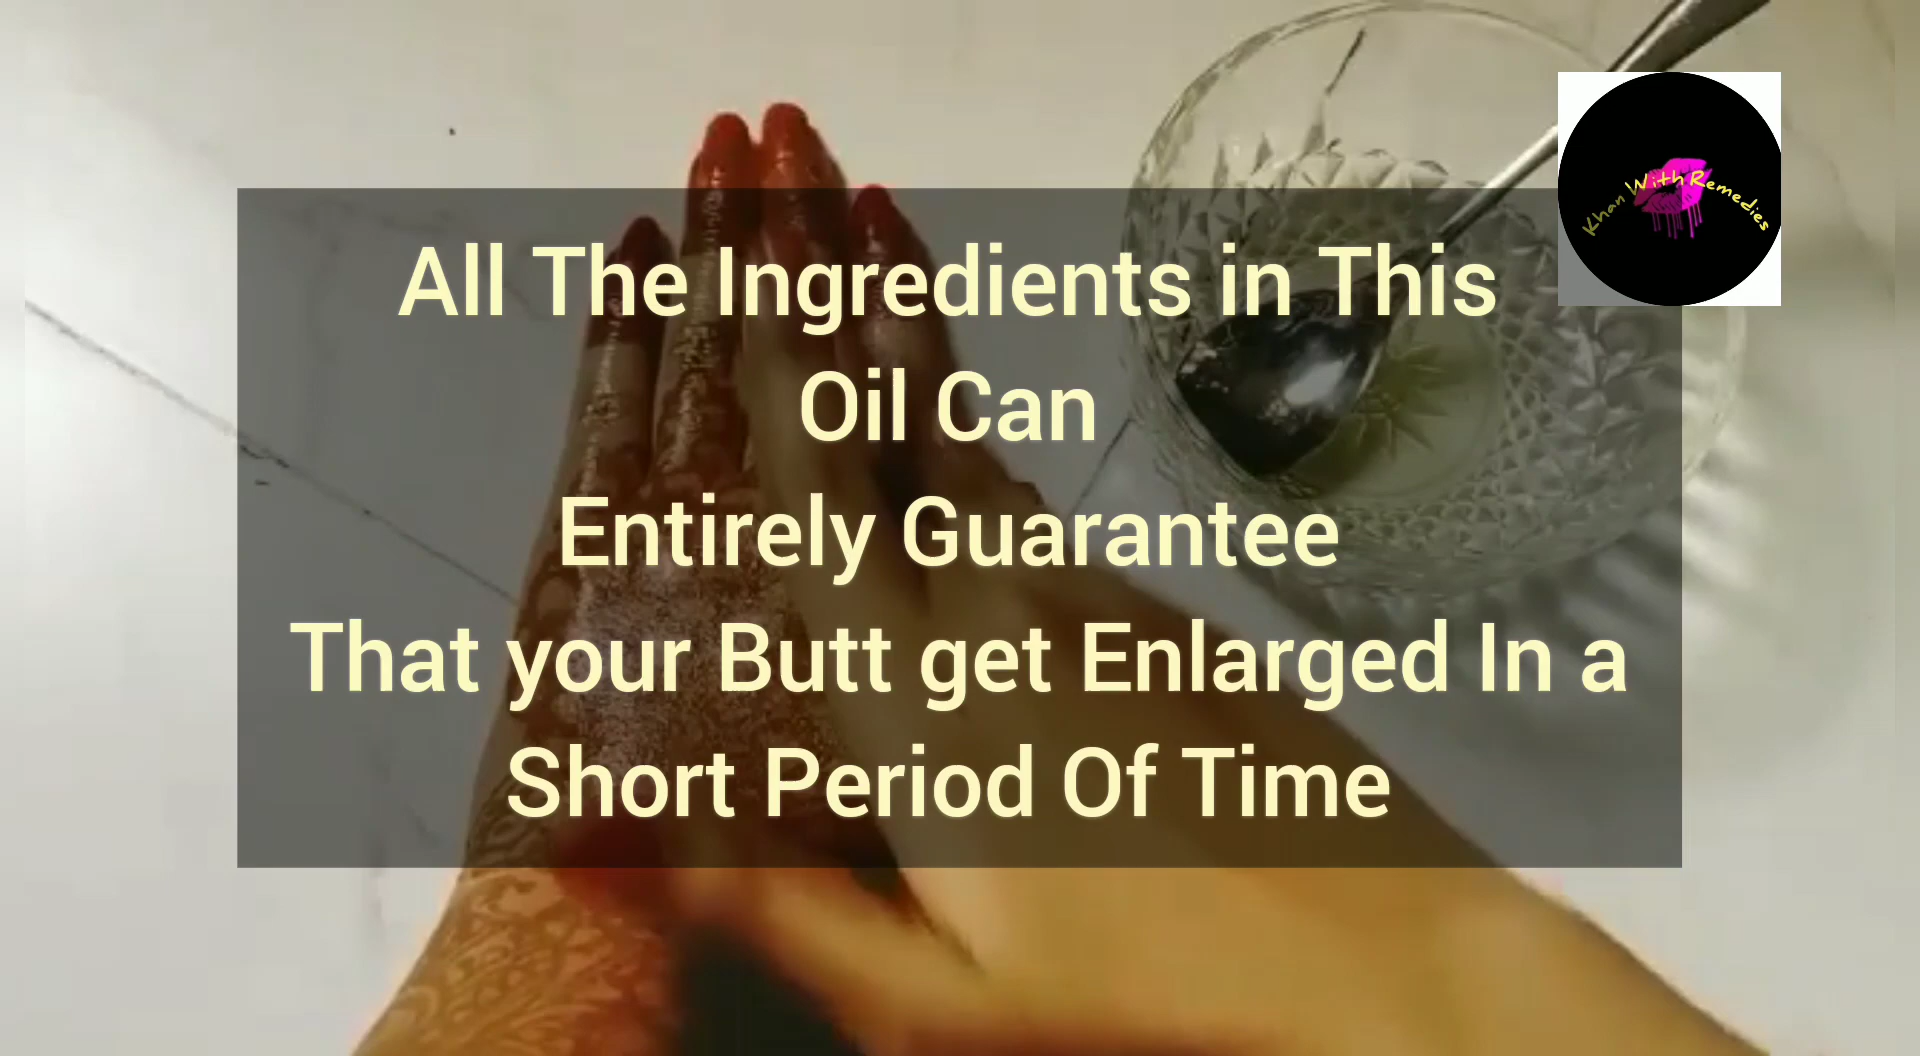 Khan With Remedies
All The Ingredients in This
Oil Can
Entirely Guarantee
That your Butt get Enlarged In a
Short Period Of Time